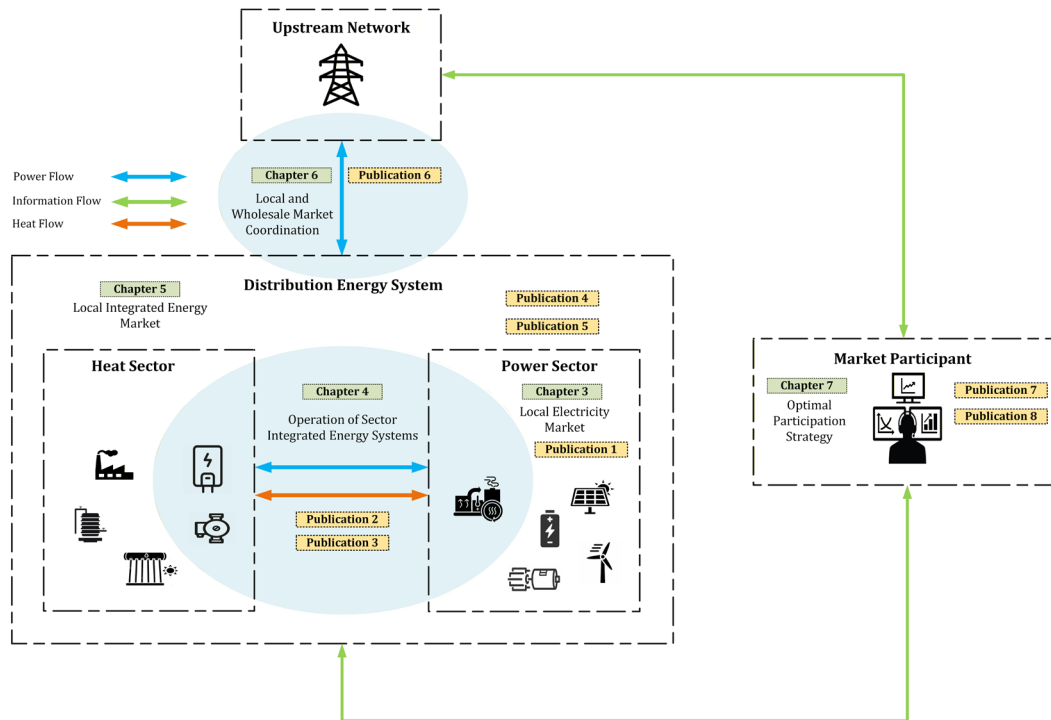 Upstream Network
Chapter 6
Publication 6
Local and
Wholesale Market
Coordination
Power Flow
Information Flow
Heat Flow
Distribution Energy System
Chapter 5
Local Integrated Energy
Market
Publication 4
Publication 5
Heat Sector
Chapter 4
Operation of Sector
Integrated Energy Systems
Publication 2
Publication 3
Power Sector
Chapter 3
Local Electricity
Market
Publication 1
Market Participant
Chapter 7
Optimal
Participation
Strategy
Publication 7
Publication 8